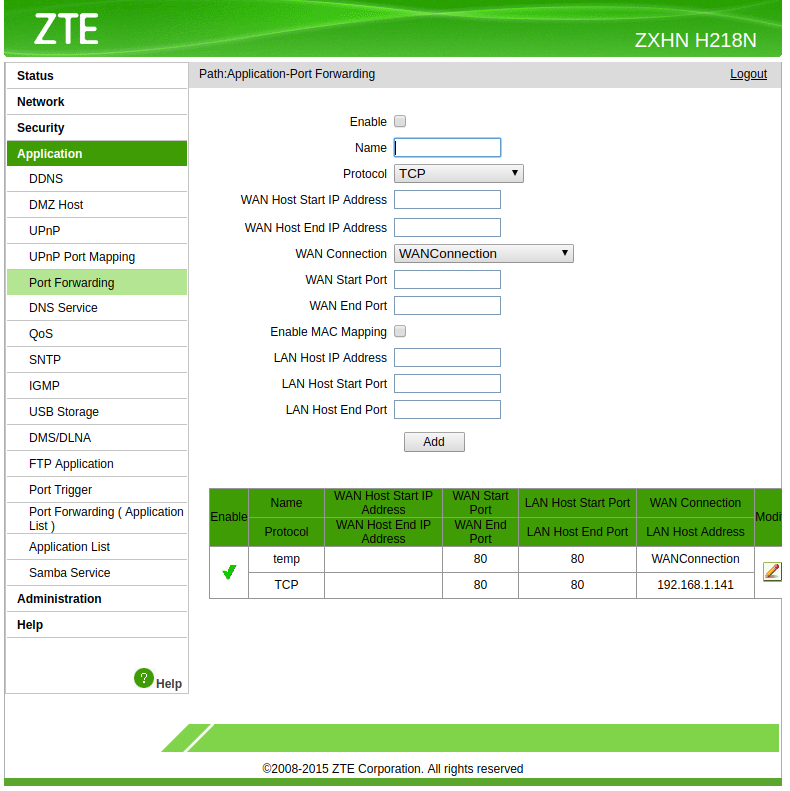 ZTE
ZXHN H218N
Path:Application-Port Forwarding
Logout
Status
Network
Security
Application
DDNS
DMZ Host
UPnP
UPnP Port Mapping
Port Forwarding
DNS Service
QoS
SNTP
IGMP
USB Storage
DMS/DLNA
FTP Application
Port Trigger
Port Forwarding ( Application
List )
Application List
Samba Service
Administration
Help
Help
Enable
Name
Protocol TCP
WAN Host Start IP Address
WAN Host End IP Address
WAN Connection WANConnection
WAN Start Port
WAN End Port
Enable MAC Mapping
LAN Host IP Address
LAN Host Start Port
LAN Host End Port
Add
Enable Name WAN Host Start IP Address WAN Start Port LAN Host Start Port WAN Connection Modi
Protocol WAN Host End IP Address WAN End Port LAN Host End Port LAN Host Address
temp 80 80 WANConnection
TCP 80 80 192.168.1.141
©2008-2015 ZTE Corporation. All rights reserved